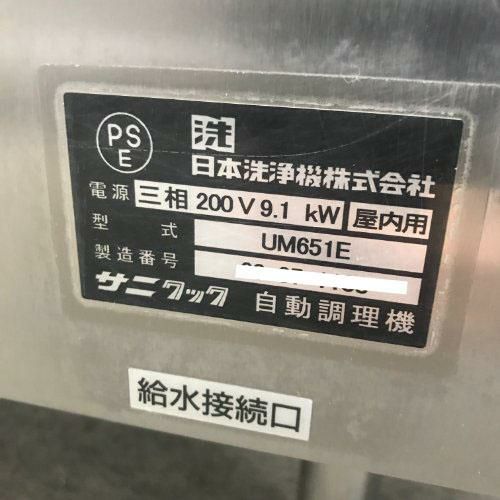 PS
E
洗
日本洗浄機株式会社
電源 三相 200V 9.1 kW 屋内用
型式 UM651E
製造番号
サニクック 自動調理機
給水接続口